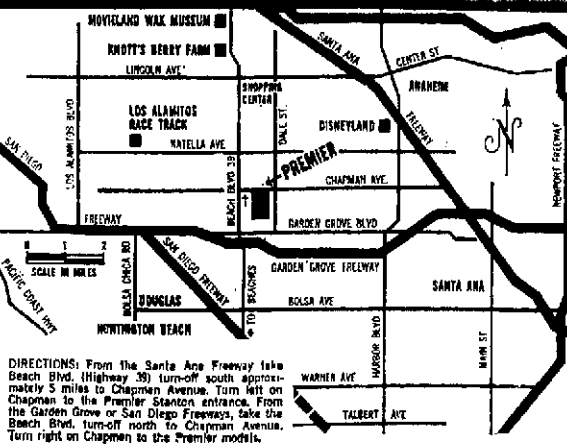 MOVIELAND WAX MUSEUM
KNOTT'S BERRY FARM
LINCOLN AVE
SANTA ANA
CENTER ST
ANAHEIM
SHOPPING
CENTER
LOS ALAMITOS BLVD
LOS ALAMITOS
RACE TRACK
DALE ST.
DISNEYLAND
FREEWAY
N
NEWPORT FREEWAY
KATELLA AVE
SAN DIEGO
BEACH BLVD 39
PREMIER
CHAPMAN AVE.
FREEWAY
GARDEN GROVE BLVD
0 1 2
SCALE IN MILES
PACIFIC COAST HWY
BOLSA CHICA RD
SAN DIEGO FREEWAY
TO BEACHES
GARDEN GROVE FREEWAY
SANTA ANA
DOUGLAS
BOLSA AVE
HUNTINGTON BEACH
HARBOR BLVD
MAIN ST
WARNER AVE
TALBERT AVE
DIRECTIONS: From the Santa Ana Freeway take
Beach Blvd. (Highway 39) turn-off south approxi-
mately 5 miles to Chapman Avenue. Turn left on
Chapman to the Premier Stanton entrance. From
the Garden Grove or San Diego Freeways, take the
Beach Blvd. turn-off north to Chapman Avenue.
Turn right on Chapman to the Premier models.